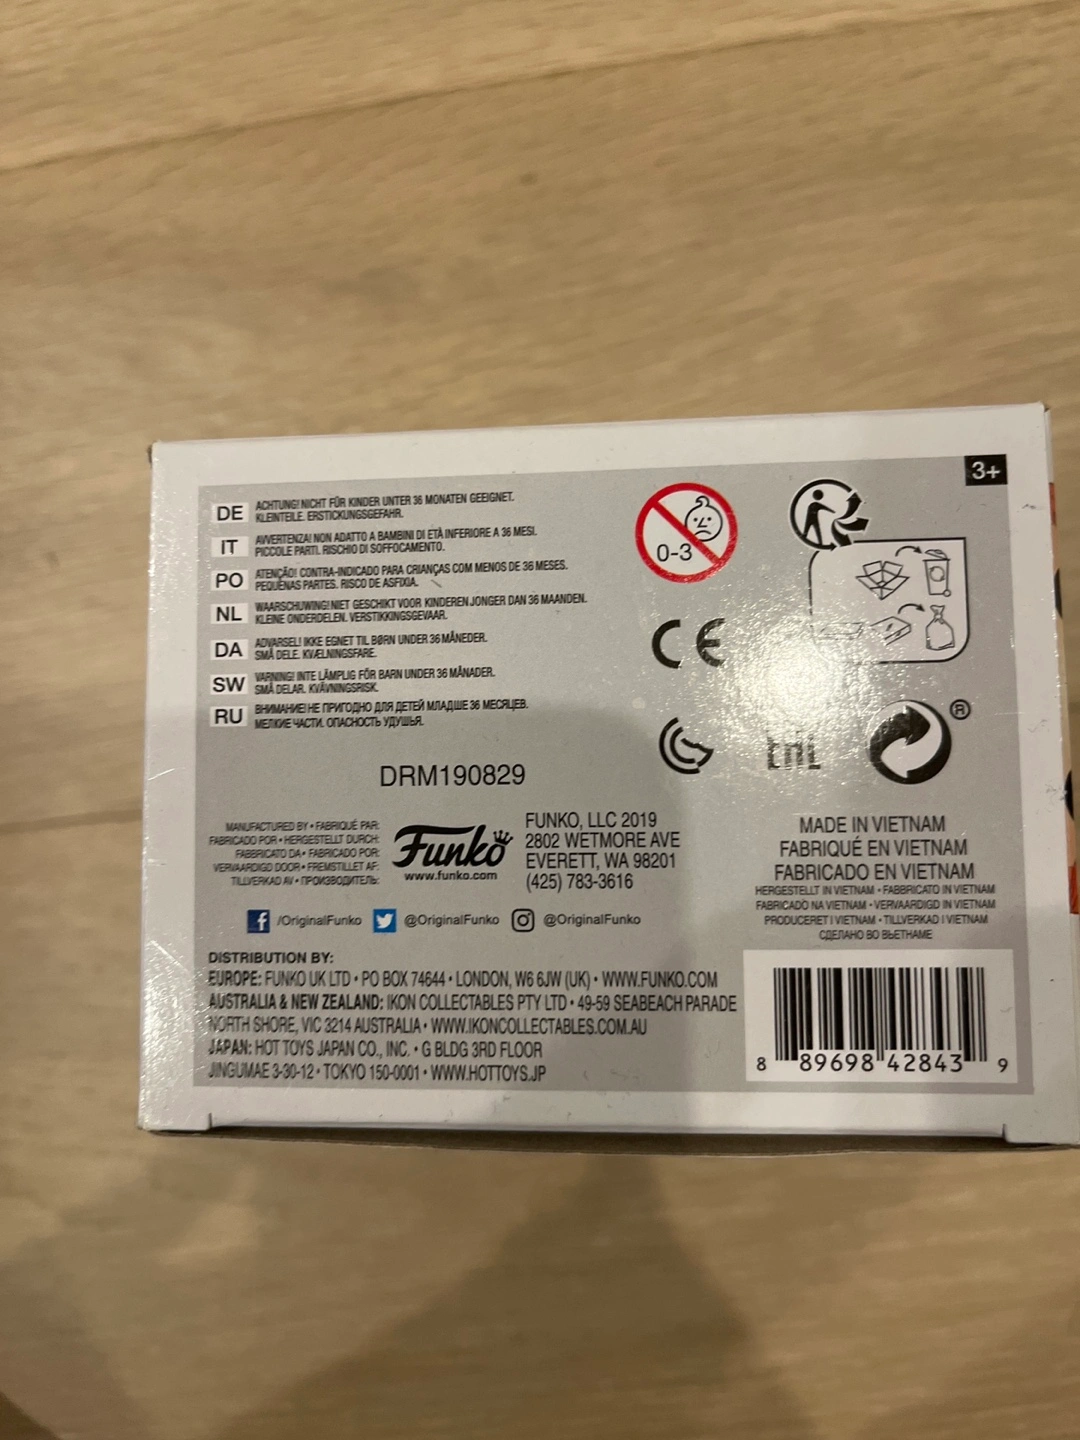 3+
DE ACHTUNG! NICHT FÜR KINDER UNTER 36 MONATEN GEEIGNET.
KLEINTEILE. ERSTICKUNGSGEFAHR.
IT AVVERTENZA! NON ADATTO A BAMBINI DI ETÀ INFERIORE A 36 MESI.
PICCOLE PARTI. RISCHIO DI SOFFOCAMENTO.
PO ATENÇÃO! CONTRA-INDICADO PARA CRIANÇAS COM MENOS DE 36 MESES.
PEQUENAS PARTES. RISCO DE ASFIXIA.
NL WAARSCHUWING! NIET GESCHIKT VOOR KINDEREN JONGER DAN 36 MAANDEN.
KLEINE ONDERDELEN. VERSTIKKINGSGEVAAR.
DA ADVARSEL! IKKE EGNET TIL BØRN UNDER 36 MÅNEDER.
SMÅ DELE. KVÆLNINGSFARE.
SW VARNING! INTE LÄMPLIG FÖR BARN UNDER 36 MÅNADER.
SMÅ DELAR. KVÄVNINGSRISK.
RU ВНИМАНИЕ! НЕ ПРИГОДНО ДЛЯ ДЕТЕЙ МЛАДШЕ 36 МЕСЯЦЕВ.
МЕЛКИЕ ЧАСТИ. ОПАСНОСТЬ УДУШЬЯ.
0-3
CE
EAC
®
DRM190829
MANUFACTURED BY • FABRIQUÉ PAR:
FABRICADO POR • HERGESTELLT DURCH:
FABBRICATO DA • FABRICADO POR:
VERVAARDIGD DOOR • FREMSTILLET AF:
TILLVERKAD AV • ПРОИЗВОДИТЕЛЬ:
Funko
www.funko.com
FUNKO, LLC 2019
2802 WETMORE AVE
EVERETT, WA 98201
(425) 783-3616
/OriginalFunko @OriginalFunko @OriginalFunko
MADE IN VIETNAM
FABRIQUÉ EN VIETNAM
FABRICADO EN VIETNAM
HERGESTELLT IN VIETNAM • FABBRICATO IN VIETNAM
FABRICADO NA VIETNAM • VERVAARDIGD IN VIETNAM
PRODUCERET I VIETNAM • TILLVERKAD I VIETNAM
СДЕЛАНО ВО ВЬЕТНАМЕ
DISTRIBUTION BY:
EUROPE: FUNKO UK LTD • PO BOX 74644 • LONDON, W6 6JW (UK) • WWW.FUNKO.COM
AUSTRALIA & NEW ZEALAND: IKON COLLECTABLES PTY LTD • 49-59 SEABEACH PARADE
NORTH SHORE, VIC 3214 AUSTRALIA • WWW.IKONCOLLECTABLES.COM.AU
JAPAN: HOT TOYS JAPAN CO., INC. • G BLDG 3RD FLOOR
JINGUMAE 3-30-12 • TOKYO 150-0001 • WWW.HOTTOYS.JP
8 89698 42843 9